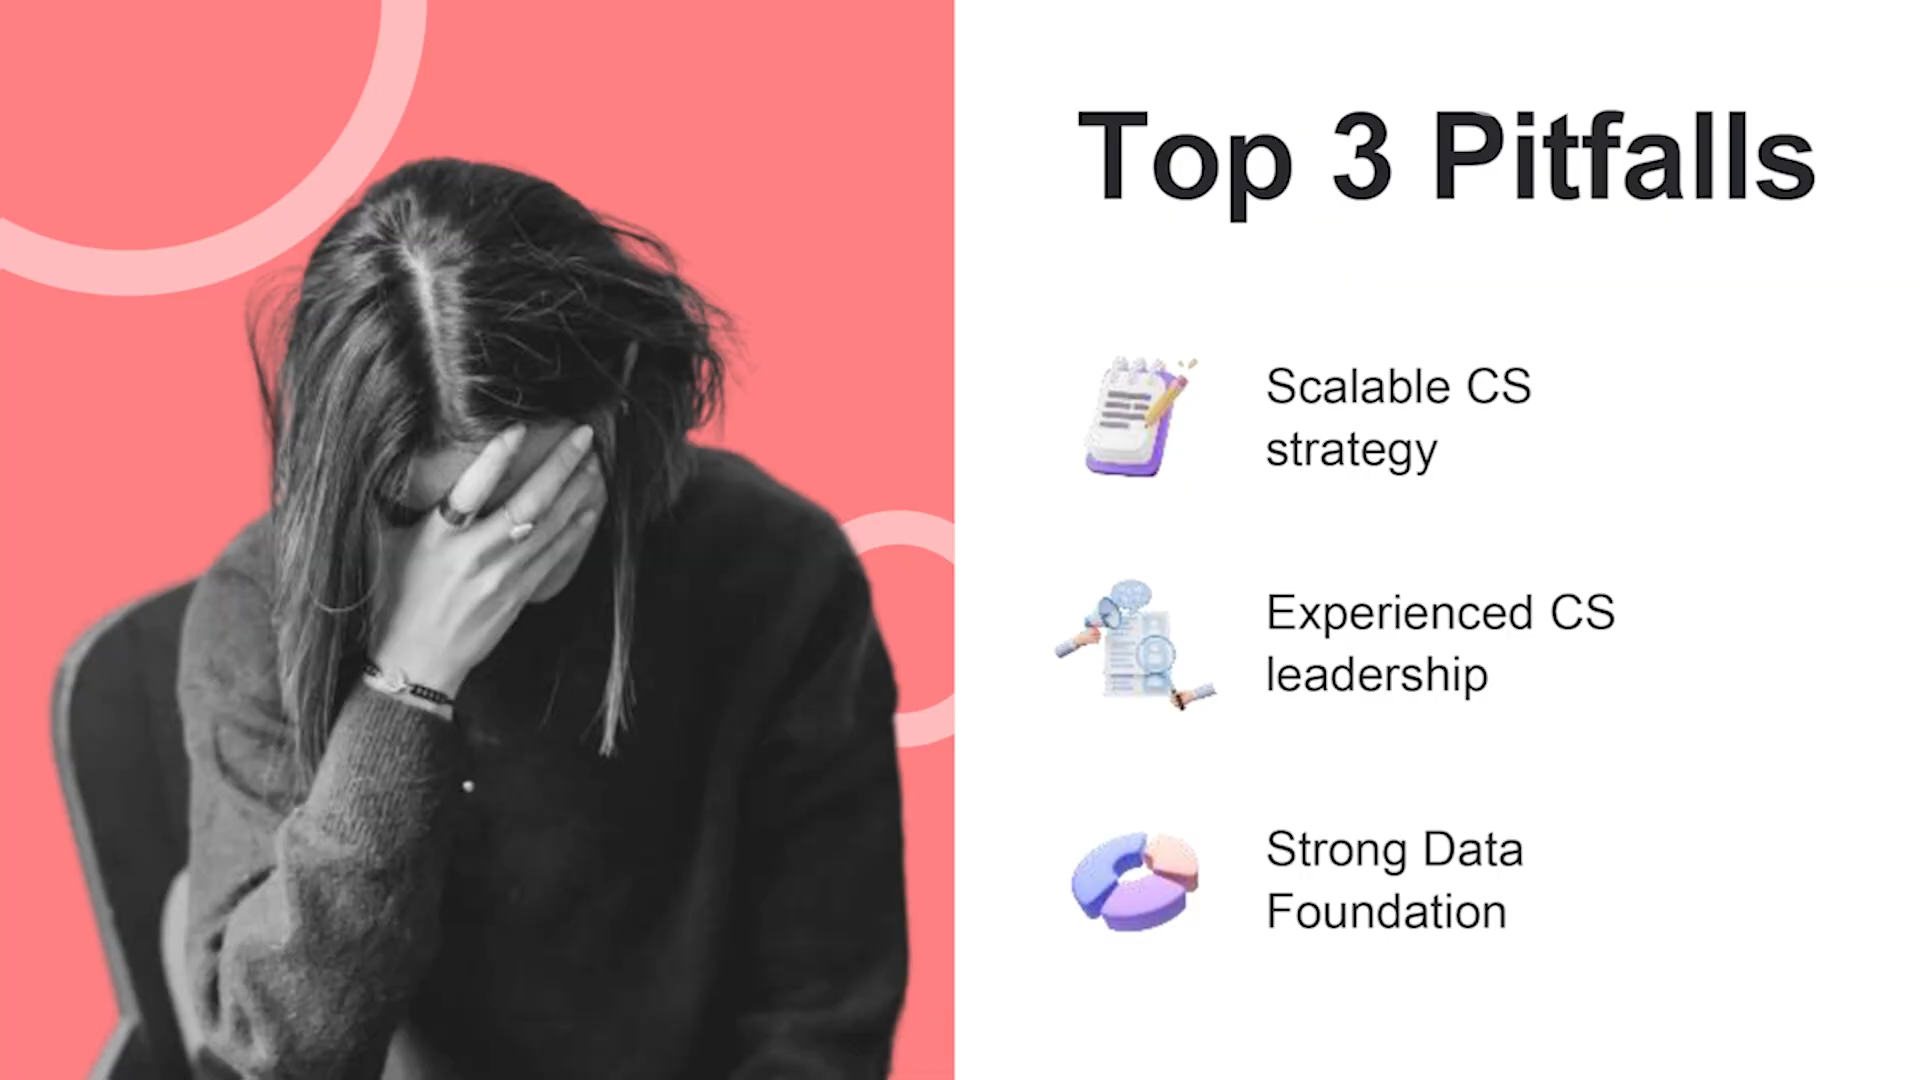 Top 3 Pitfalls
Scalable CS
strategy
Experienced CS
leadership
Strong Data
Foundation